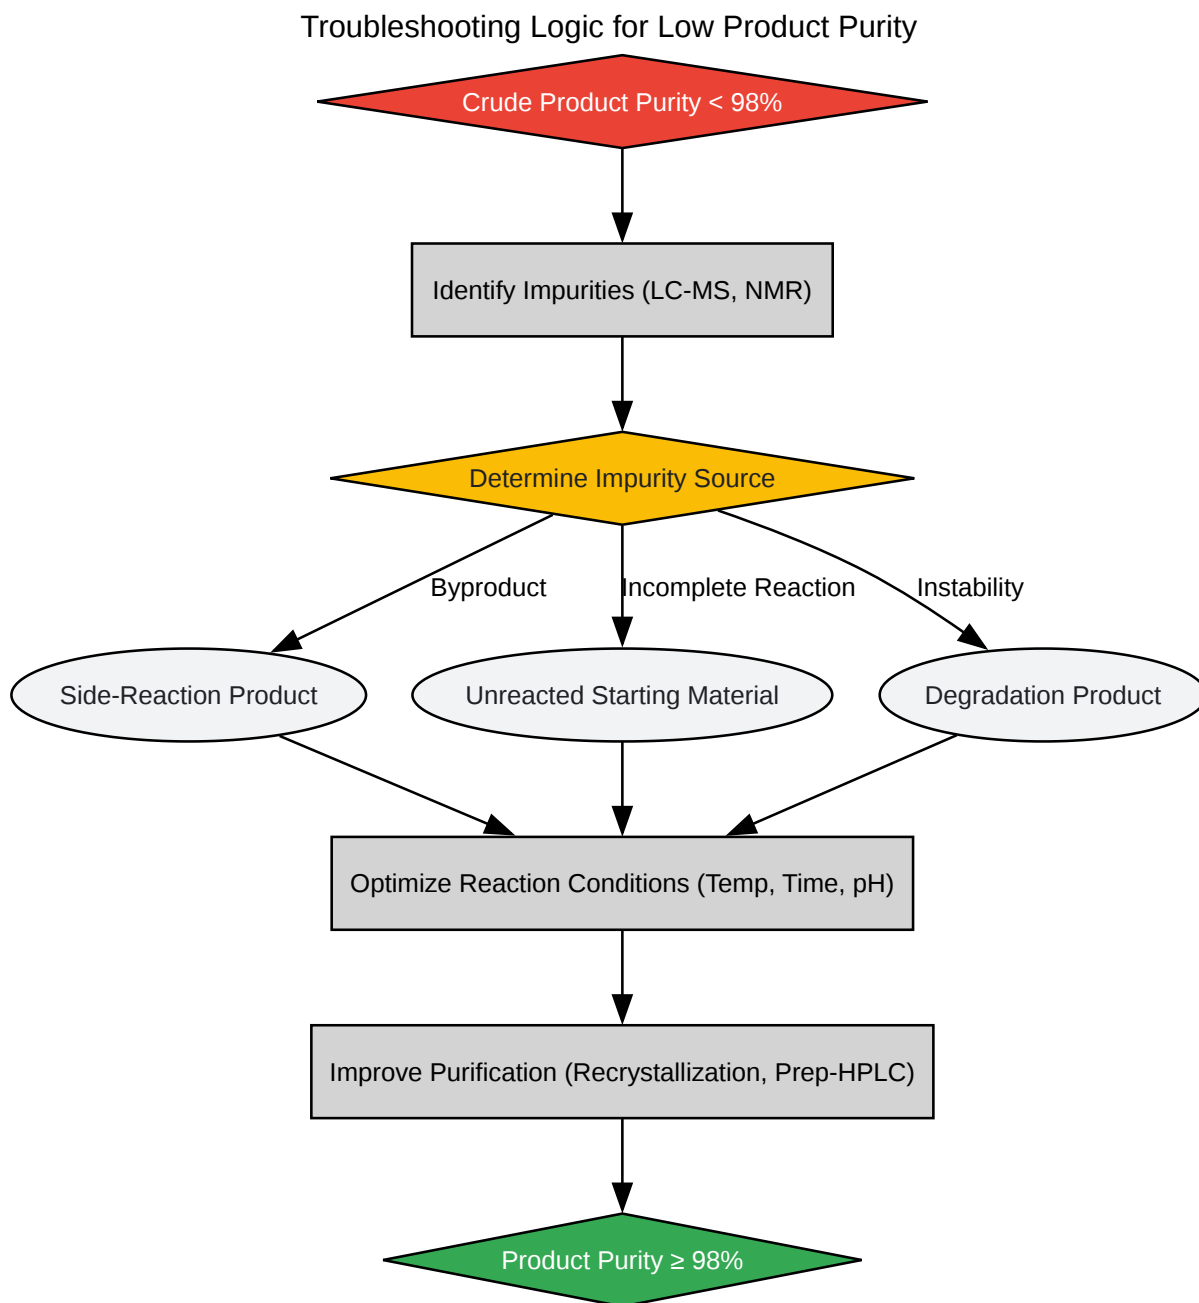 Troubleshooting Logic for Low Product Purity
Crude Product Purity < 98%
Identify Impurities (LC-MS, NMR)
Determine Impurity Source
Byproduct
Incomplete Reaction
Instability
Side-Reaction Product
Unreacted Starting Material
Degradation Product
Optimize Reaction Conditions (Temp, Time, pH)
Improve Purification (Recrystallization, Prep-HPLC)
Product Purity ≥ 98%